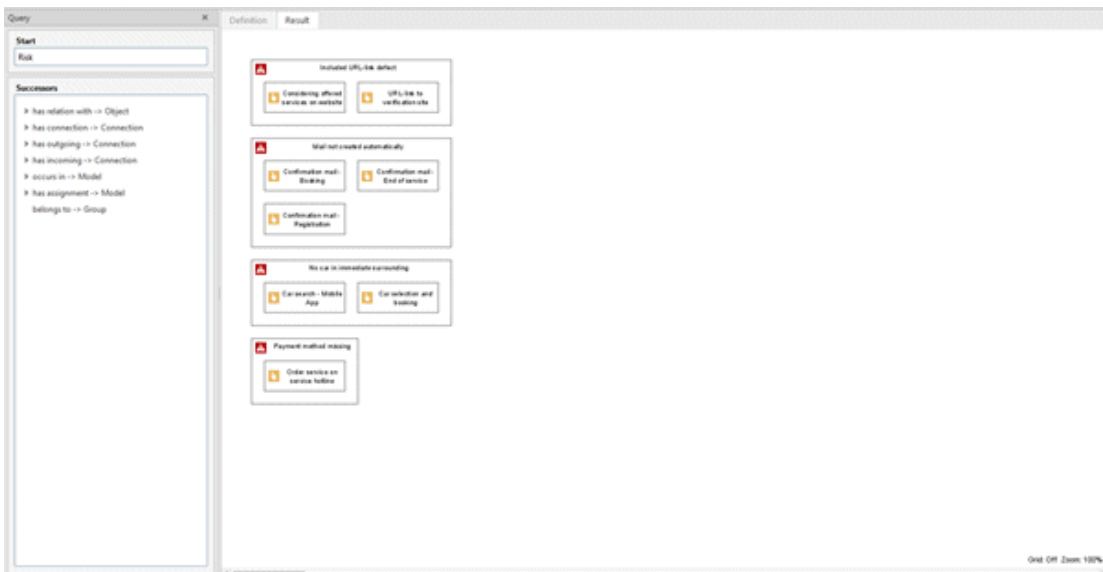 Query
Start
Risk
Successors
has relation with -> Object
has connection -> Connection
has outgoing -> Connection
has incoming -> Connection
occurs in -> Model
has assignment -> Model
belongs to -> Group
Definition
Result
Included URL-link defect
Considering offered
services on website
URL-link to
verification site
Mail not created automatically
Confirmation mail -
Booking
Confirmation mail -
End of service
Confirmation mail -
Registration
No car in immediate surrounding
Car search - Mobile
App
Car selection and
booking
Payment method missing
Order service on
service hotline
Grid: Off Zoom: 100%